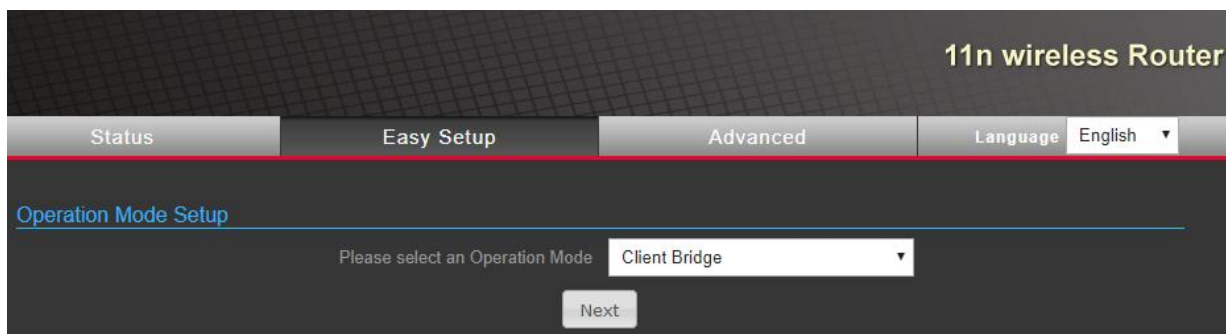 11n wireless Router
Status Easy Setup Advanced Language English
Operation Mode Setup
Please select an Operation Mode Client Bridge
Next